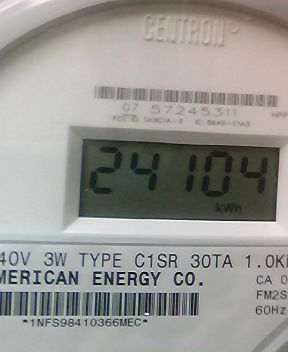 CENTRON®
07 57245311
24104
kWh
40V 3W TYPE C1SR 30TA 1.0K
MERICAN ENERGY CO.
CA 0
FM2S
60Hz
*1NFS98410366MEC*